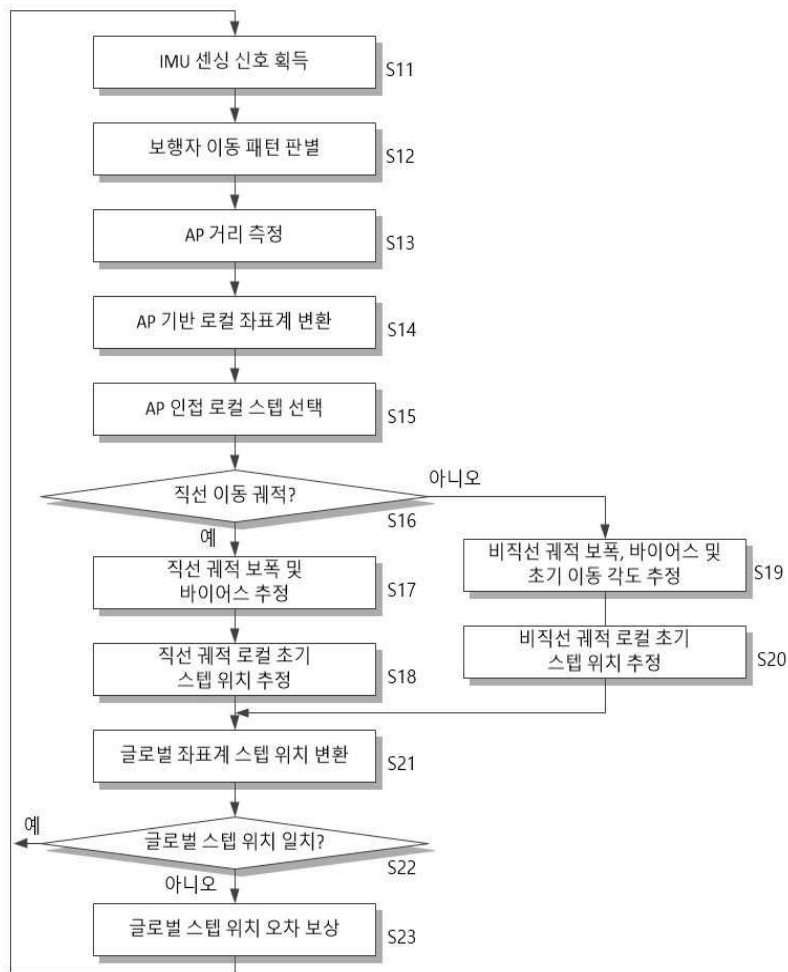 IMU 센싱 신호 획득
S11
보행자 이동 패턴 판별
S12
AP 거리 측정
S13
AP 기반 로컬 좌표계 변환
S14
AP 인접 로컬 스텝 선택
S15
직선 이동 궤적?
아니오
S16
예
직선 궤적 보폭 및
바이어스 추정
S17
비직선 궤적 보폭, 바이어스 및
초기 이동 각도 추정
S19
직선 궤적 로컬 초기
스텝 위치 추정
S18
비직선 궤적 로컬 초기
스텝 위치 추정
S20
글로벌 좌표계 스텝 위치 변환
S21
예
글로벌 스텝 위치 일치?
S22
아니오
글로벌 스텝 위치 오차 보상
S23